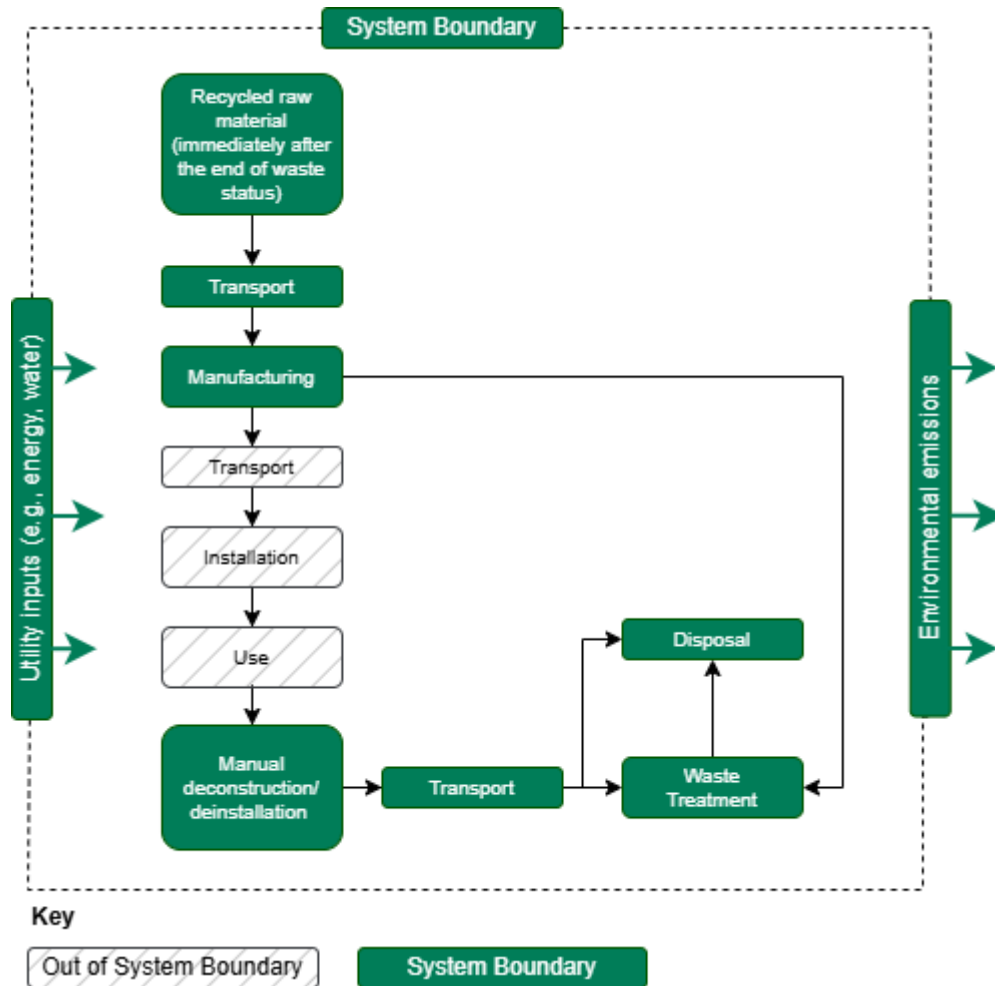 System Boundary
Recycled raw
material
(immediately after
the end of waste
status)
Transport
Manufacturing
Transport
Installation
Use
Manual
deconstruction/
deinstallation
Transport
Disposal
Waste
Treatment
Utility inputs (e.g., energy, water)
Environmental emissions
Key
Out of System Boundary
System Boundary